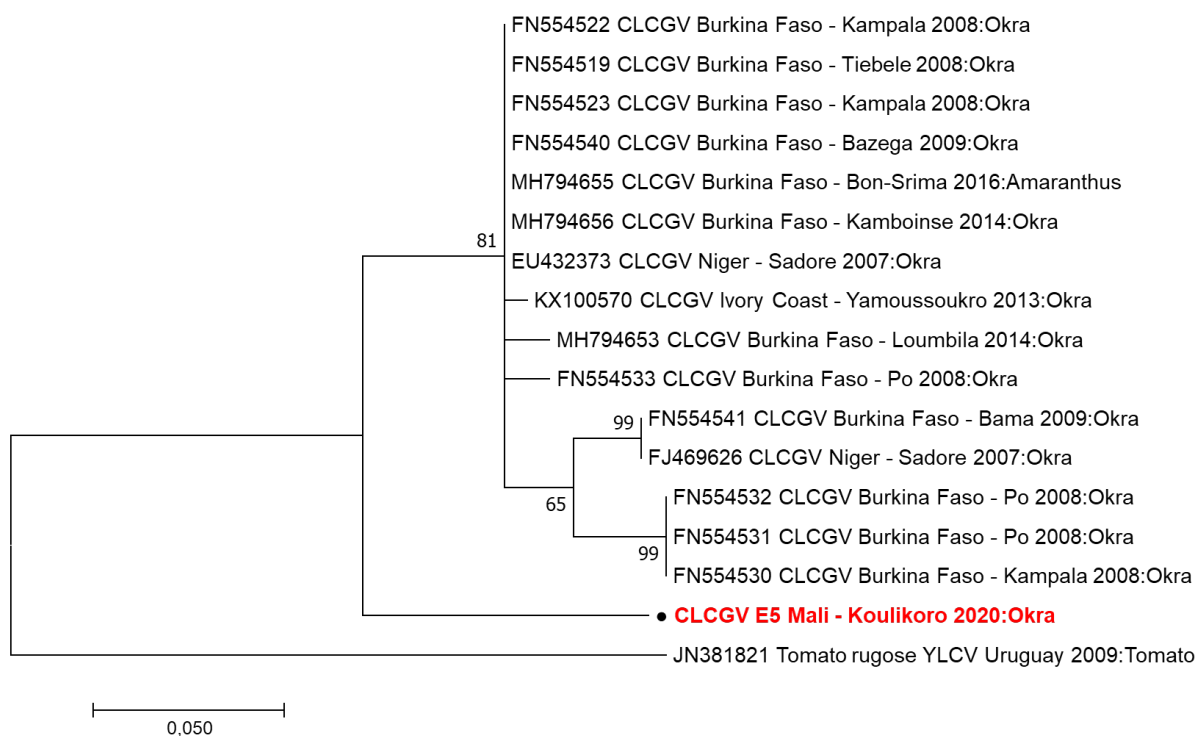 FN554522 CLCGV Burkina Faso - Kampala 2008:Okra
FN554519 CLCGV Burkina Faso - Tiebele 2008:Okra
FN554523 CLCGV Burkina Faso - Kampala 2008:Okra
FN554540 CLCGV Burkina Faso - Bazega 2009:Okra
MH794655 CLCGV Burkina Faso - Bon-Srima 2016:Amaranthus
MH794656 CLCGV Burkina Faso - Kamboinse 2014:Okra
81
EU432373 CLCGV Niger - Sadore 2007:Okra
KX100570 CLCGV Ivory Coast - Yamoussoukro 2013:Okra
MH794653 CLCGV Burkina Faso - Loumbila 2014:Okra
FN554533 CLCGV Burkina Faso - Po 2008:Okra
99
FN554541 CLCGV Burkina Faso - Bama 2009:Okra
FJ469626 CLCGV Niger - Sadore 2007:Okra
65
FN554532 CLCGV Burkina Faso - Po 2008:Okra
FN554531 CLCGV Burkina Faso - Po 2008:Okra
99
FN554530 CLCGV Burkina Faso - Kampala 2008:Okra
CLCGV E5 Mali - Koulikoro 2020:Okra
JN381821 Tomato rugose YLCV Uruguay 2009:Tomato
0,050